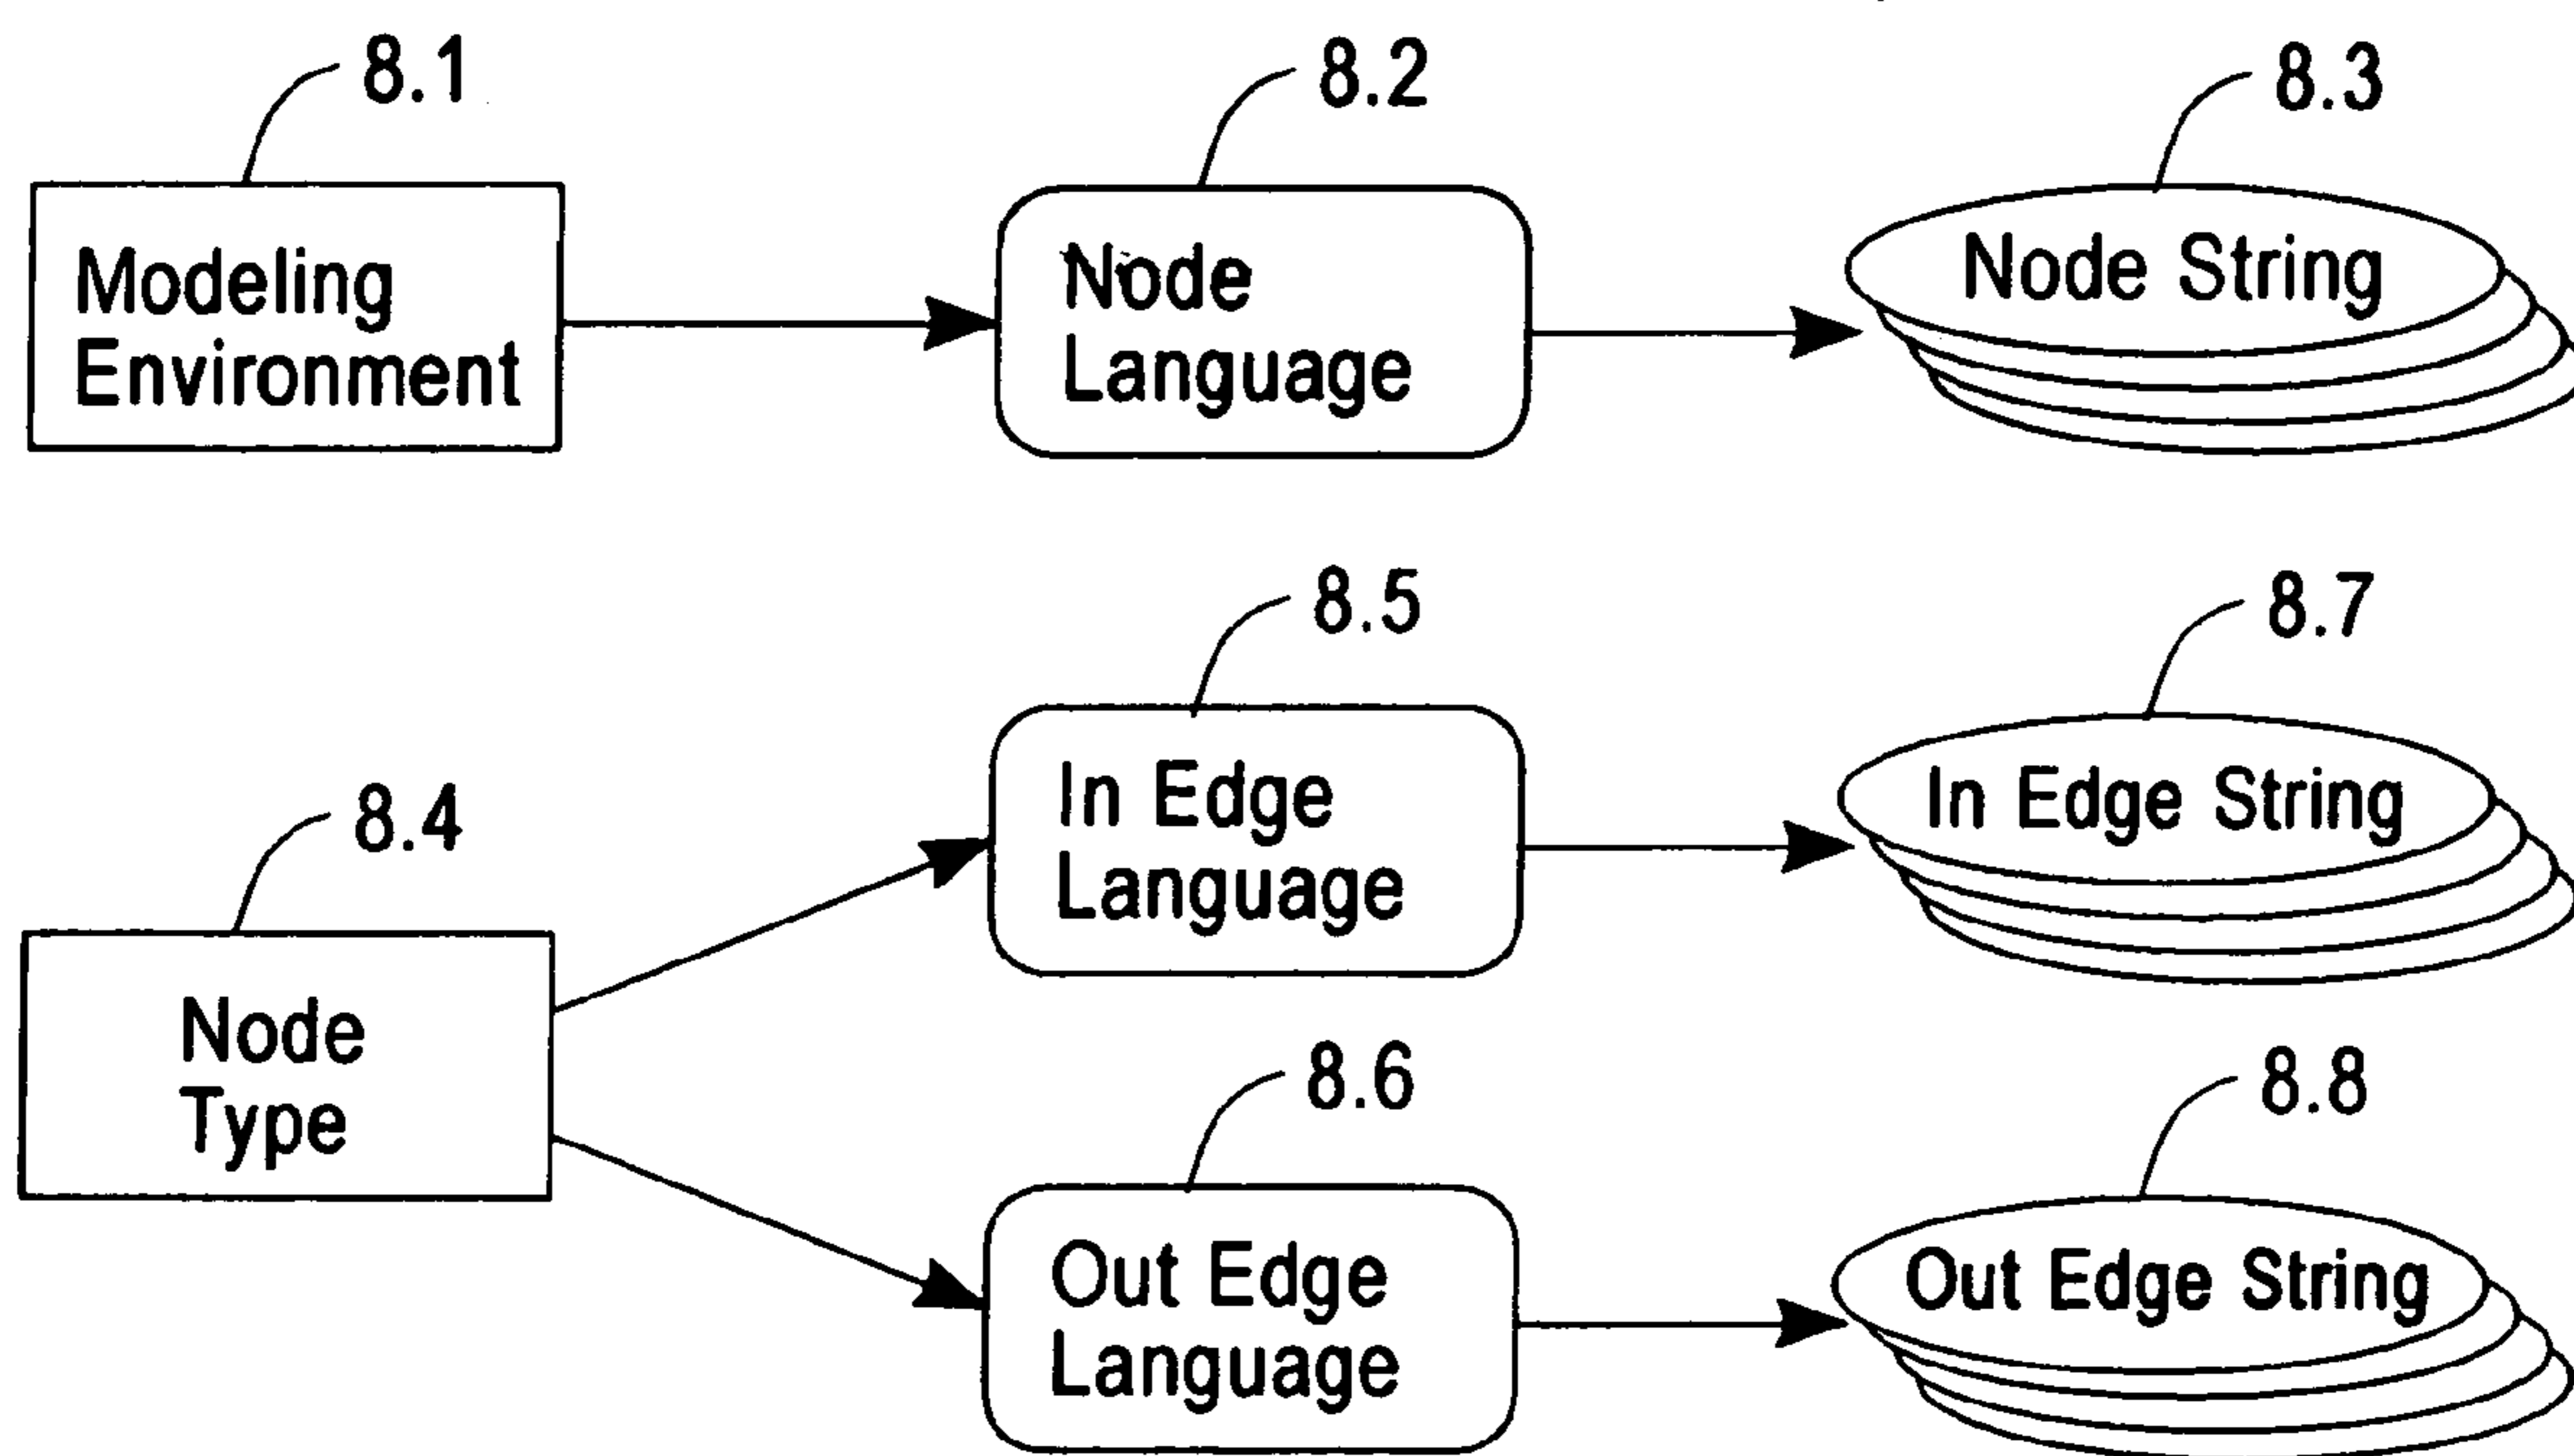 8.1
8.2
8.3
Modeling
Environment
Node
Language
Node String
8.5
8.7
8.4
In Edge
Language
In Edge String
Node
Type
8.6
8.8
Out Edge
Language
Out Edge String